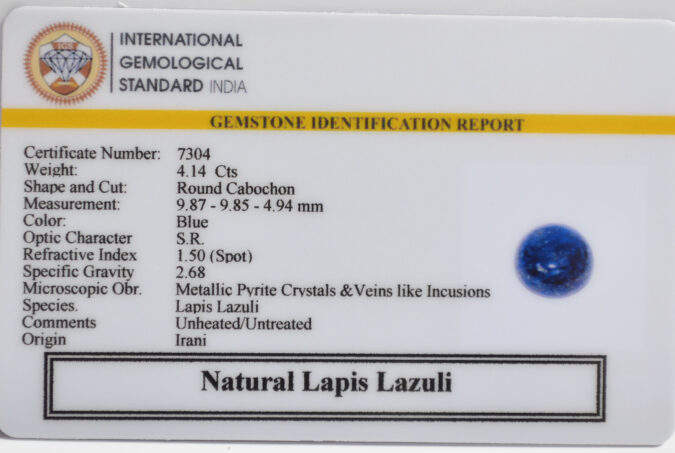 IGS
INTERNATIONAL
GEMOLOGICAL
STANDARD INDIA
GEMSTONE IDENTIFICATION REPORT
Certificate Number: 7304
Weight: 4.14 Cts
Shape and Cut: Round Cabochon
Measurement: 9.87 - 9.85 - 4.94 mm
Color: Blue
Optic Character S.R.
Refractive Index 1.50 (Spot)
Specific Gravity 2.68
Microscopic Obr. Metallic Pyrite Crystals &Veins like Incusions
Species. Lapis Lazuli
Comments Unheated/Untreated
Origin Irani
Natural Lapis Lazuli